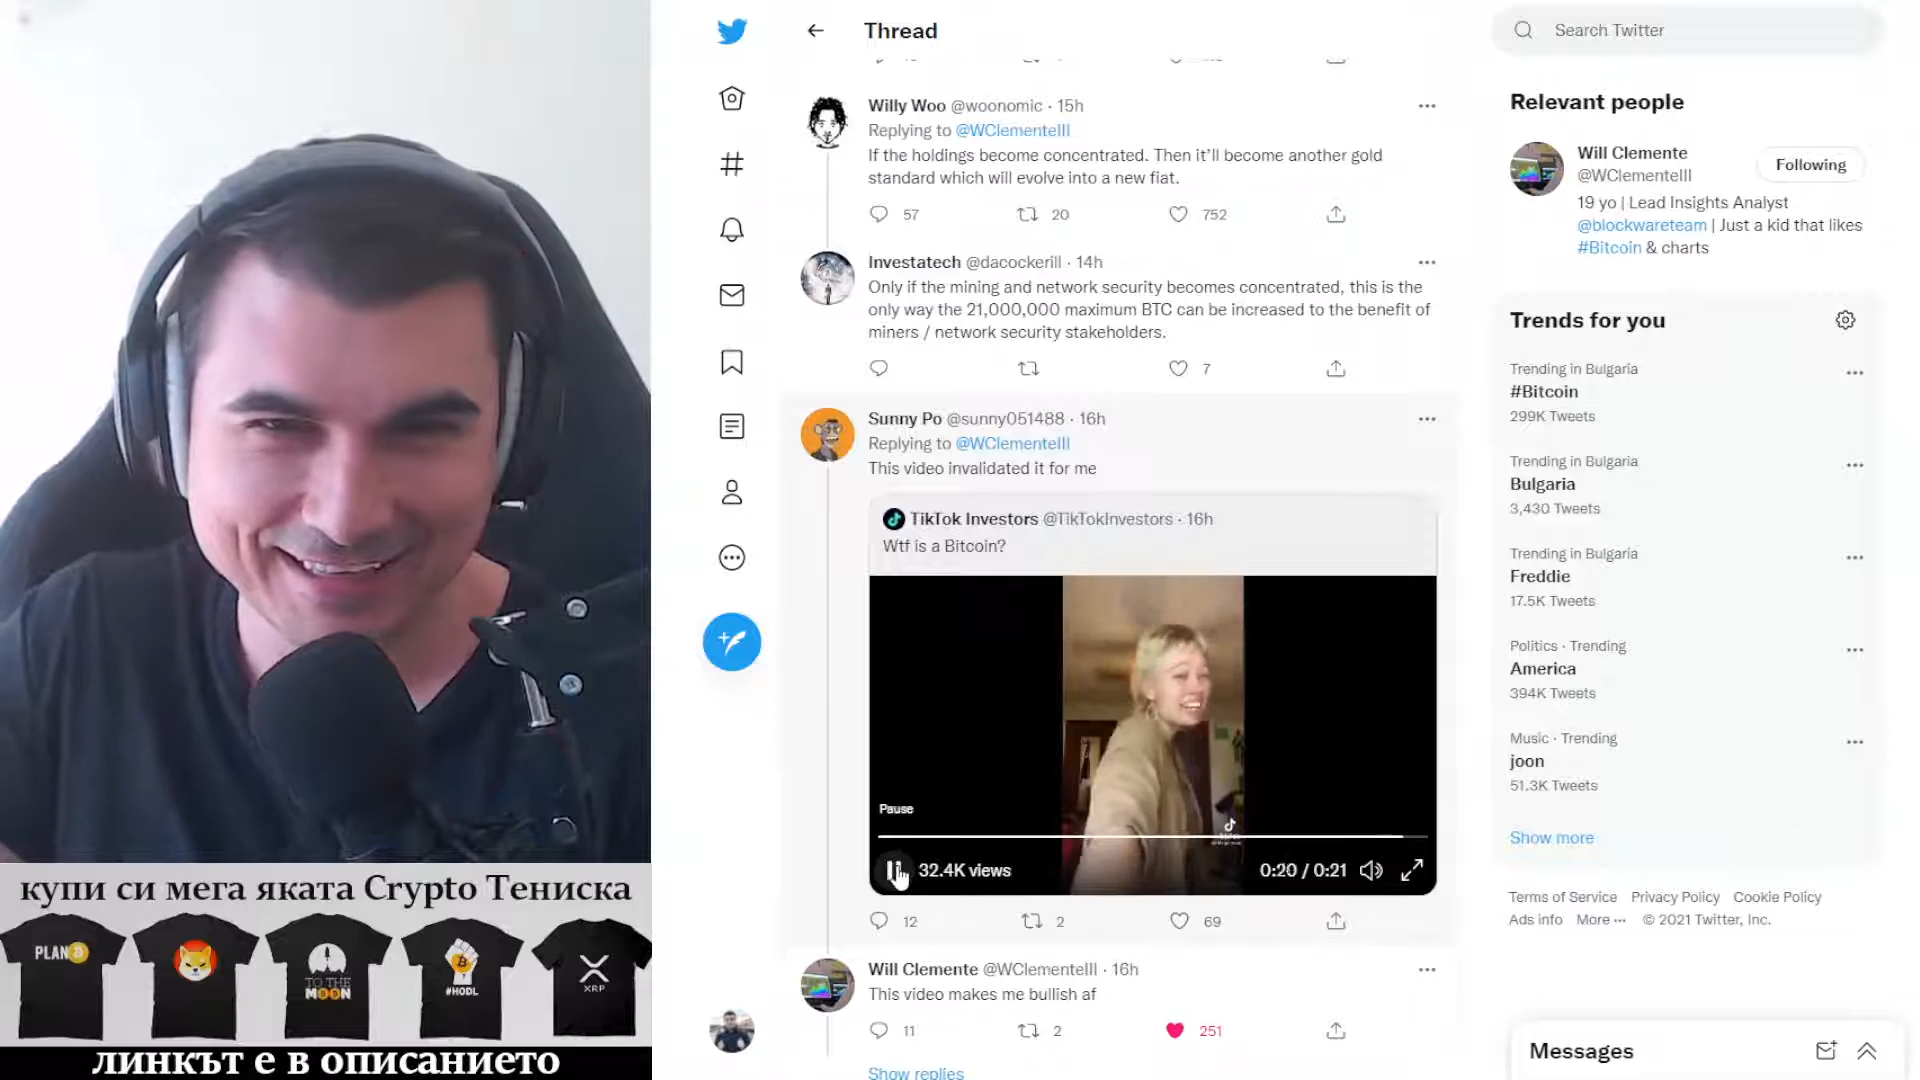 Thread
Search Twitter
Willy Woo @woonomic · 15h
Replying to @WClementeIII
If the holdings become concentrated. Then it'll become another gold
standard which will evolve into a new fiat.
57
20
752
Investatech @dacockerill · 14h
Only if the mining and network security becomes concentrated, this is the
only way the 21,000,000 maximum BTC can be increased to the benefit of
miners / network security stakeholders.
7
Sunny Po @sunny051488 · 16h
Replying to @WClementeIII
This video invalidated it for me
TikTok Investors @TikTokInvestors · 16h
Wtf is a Bitcoin?
Pause
32.4K views
0:20 / 0:21
12
2
69
Will Clemente @WClementeIII · 16h
This video makes me bullish af
11
2
251
Show replies
Relevant people
Will Clemente
@WClementeIII
Following
19 yo | Lead Insights Analyst
@blockwareteam | Just a kid that likes
#Bitcoin & charts
Trends for you
Trending in Bulgaria
#Bitcoin
299K Tweets
Trending in Bulgaria
Bulgaria
3,430 Tweets
Trending in Bulgaria
Freddie
17.5K Tweets
Politics · Trending
America
394K Tweets
Music · Trending
joon
51.3K Tweets
Show more
Terms of Service Privacy Policy Cookie Policy
Ads info More ··· © 2021 Twitter, Inc.
Messages
купи си мега яката Crypto Тениска
PLAN B
TO THE
MOON
#HODL
XRP
линкът е в описанието